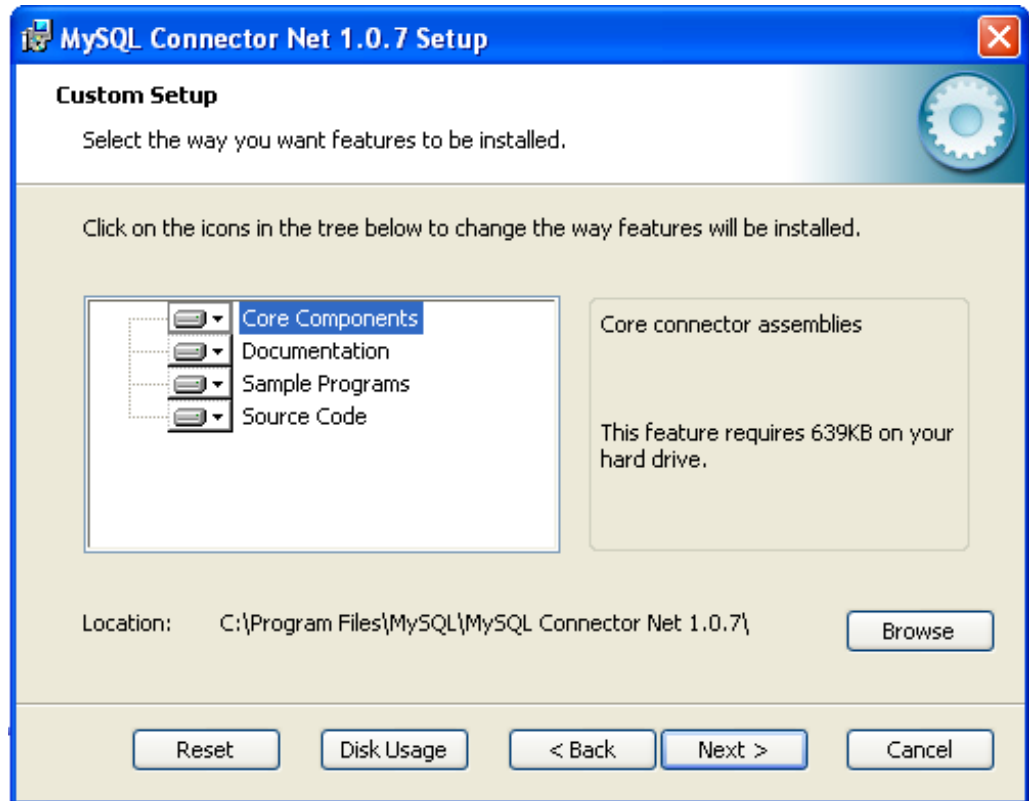 MySQL Connector Net 1.0.7 Setup
Custom Setup
Select the way you want features to be installed.
Click on the icons in the tree below to change the way features will be installed.
Core Components
Documentation
Sample Programs
Source Code
Core connector assemblies
This feature requires 639KB on your
hard drive.
Location: C:\Program Files\MySQL\MySQL Connector Net 1.0.7\
Browse
Reset Disk Usage < Back Next > Cancel